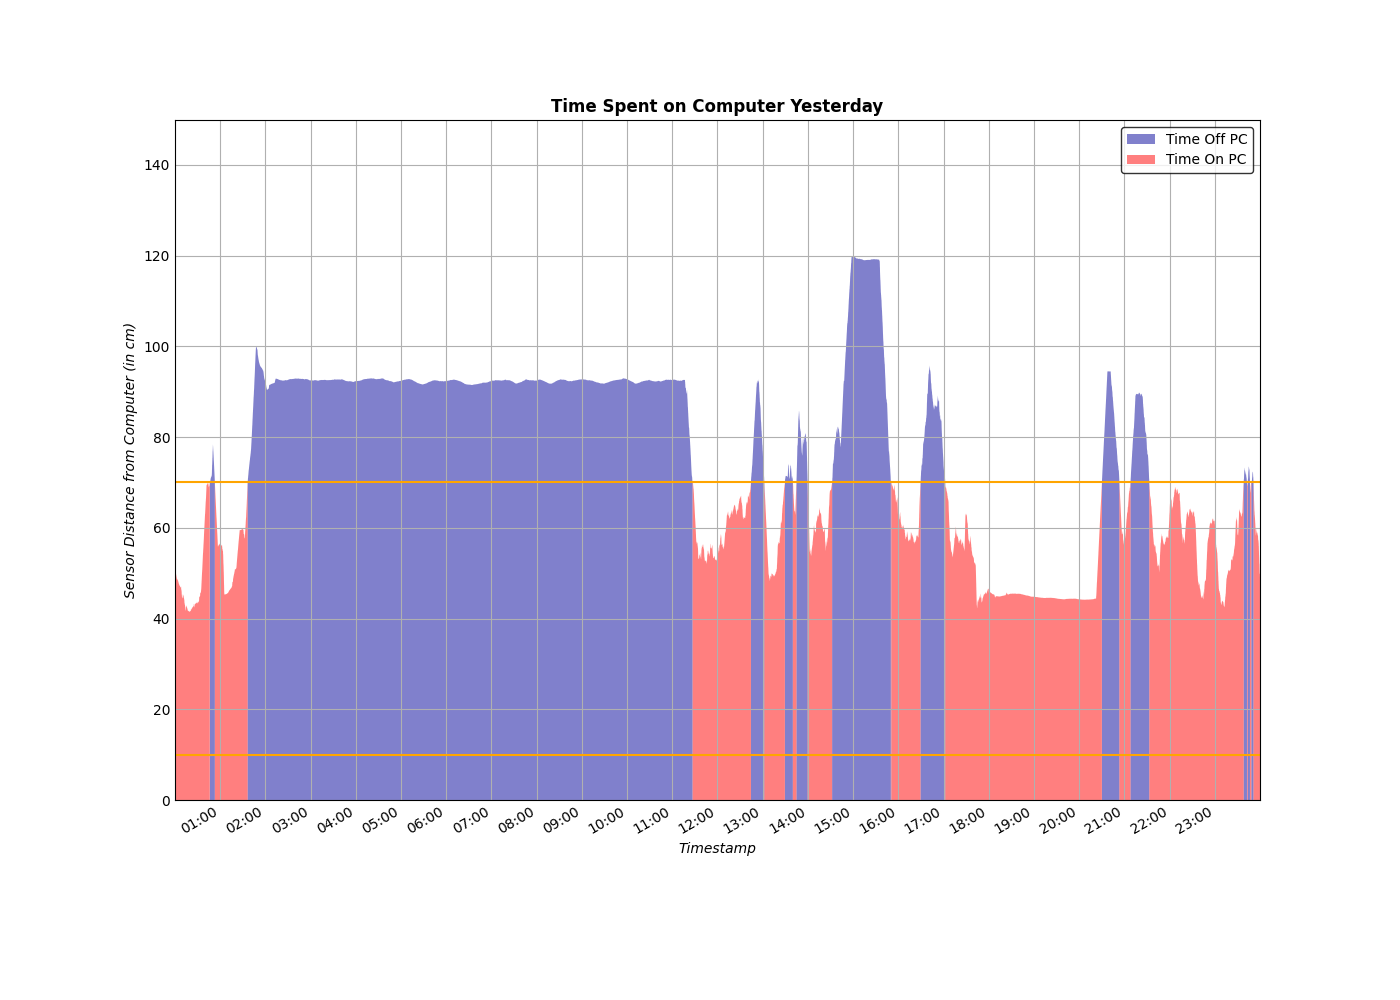 Time Spent on Computer Yesterday
Time Off PC
Time On PC
140
120
100
80
60
40
20
0
Sensor Distance from Computer (in cm)
01:00 02:00 03:00 04:00 05:00 06:00 07:00 08:00 09:00 10:00 11:00 12:00 13:00 14:00 15:00 16:00 17:00 18:00 19:00 20:00 21:00 22:00 23:00
Timestamp